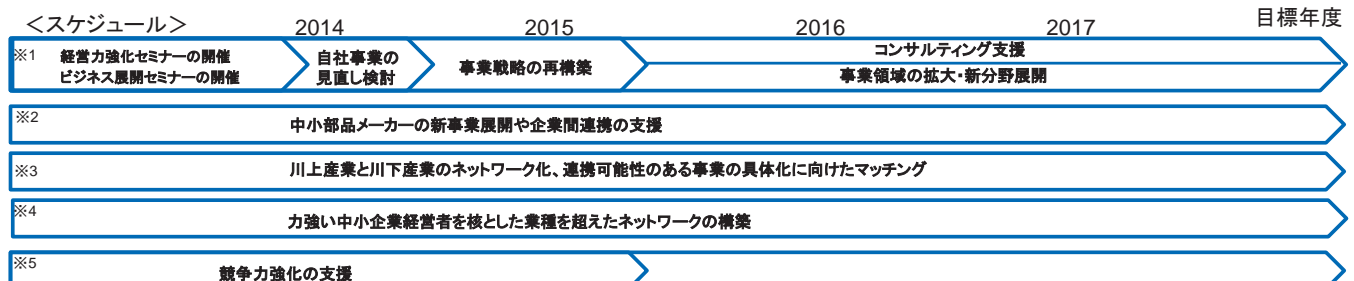 <スケジュール> 2014 2015 2016 2017 目標年度
※1 経営力強化セミナーの開催
ビジネス展開セミナーの開催
自社事業の
見直し検討
事業戦略の再構築
コンサルティング支援
事業領域の拡大・新分野展開
※2 中小部品メーカーの新事業展開や企業間連携の支援
※3 川上産業と川下産業のネットワーク化、連携可能性のある事業の具体化に向けたマッチング
※4 力強い中小企業経営者を核とした業種を超えたネットワークの構築
※5 競争力強化の支援